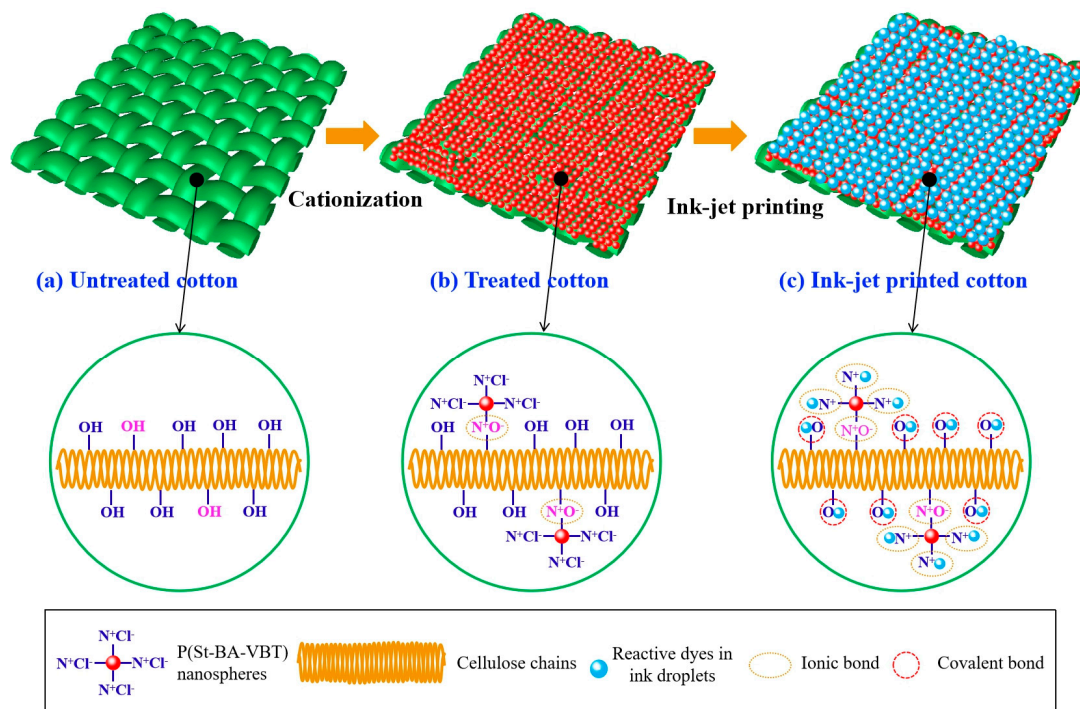 Cationization
Ink-jet printing
(a) Untreated cotton
(b) Treated cotton
(c) Ink-jet printed cotton
OH OH OH OH OH
OH OH OH OH
N⁺Cl⁻
N⁺Cl⁻ N⁺Cl⁻
OH N⁺O⁻ OH OH OH
OH OH N⁺O⁻ OH
N⁺Cl⁻ N⁺Cl⁻
N⁺Cl⁻
N⁺
N⁺ N⁺
O N⁺O⁻ O O O
O O N⁺O⁻ O
N⁺ N⁺
N⁺
N⁺Cl⁻
N⁺Cl⁻ N⁺Cl⁻
N⁺Cl⁻
P(St-BA-VBT)
nanospheres
Cellulose chains
Reactive dyes in
ink droplets
Ionic bond
Covalent bond